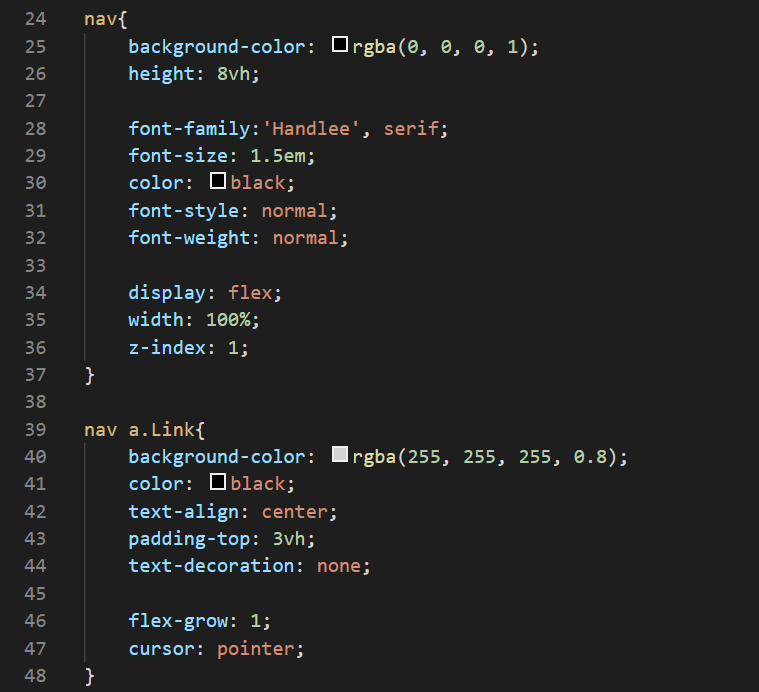 24 nav{
25 background-color: rgba(0, 0, 0, 1);
26 height: 8vh;
27
28 font-family:'Handlee', serif;
29 font-size: 1.5em;
30 color: black;
31 font-style: normal;
32 font-weight: normal;
33
34 display: flex;
35 width: 100%;
36 z-index: 1;
37 }
38
39 nav a.Link{
40 background-color: rgba(255, 255, 255, 0.8);
41 color: black;
42 text-align: center;
43 padding-top: 3vh;
44 text-decoration: none;
45
46 flex-grow: 1;
47 cursor: pointer;
48 }